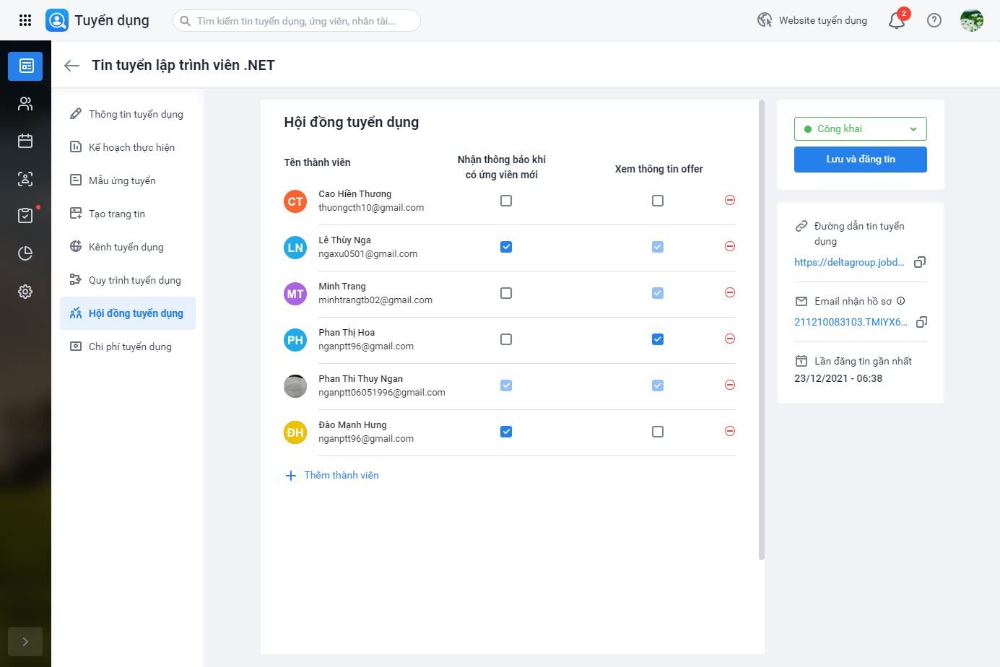 Tuyển dụng
Tìm kiếm tin tuyển dụng, ứng viên, nhân tài...
Website tuyển dụng
2
Tin tuyển lập trình viên .NET
Thông tin tuyển dụng
Kế hoạch thực hiện
Mẫu ứng tuyển
Tạo trang tin
Kênh tuyển dụng
Quy trình tuyển dụng
Hội đồng tuyển dụng
Chi phí tuyển dụng
Hội đồng tuyển dụng
Tên thành viên
Nhận thông báo khi
có ứng viên mới
Xem thông tin offer
CT
Cao Hiền Thương
thuongcth10@gmail.com
LN
Lê Thùy Nga
ngaxu0501@gmail.com
MT
Minh Trang
minhtrangtb02@gmail.com
PH
Phan Thị Hoa
nganptt96@gmail.com
Phan Thi Thuy Ngan
nganptt06051996@gmail.com
ĐH
Đào Mạnh Hưng
nganptt96@gmail.com
Thêm thành viên
Công khai
Lưu và đăng tin
Đường dẫn tin tuyển
dụng
https://deltagroup.jobd...
Email nhận hồ sơ
211210083103.TMIYX6...
Lần đăng tin gần nhất
23/12/2021 - 06:38